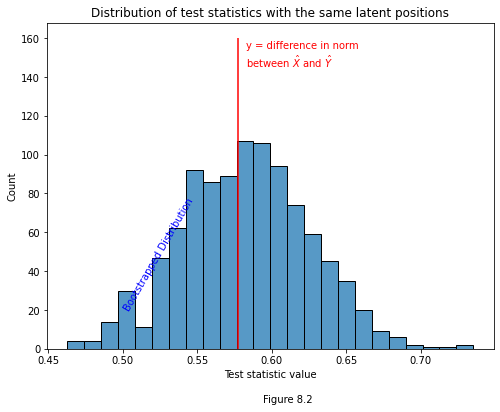 Distribution of test statistics with the same latent positions
160
140
120
100
80
60
40
20
0
Count
y = difference in norm
between X̂ and Ŷ
Bootstrapped Distribution
0.45 0.50 0.55 0.60 0.65 0.70
Test statistic value
Figure 8.2